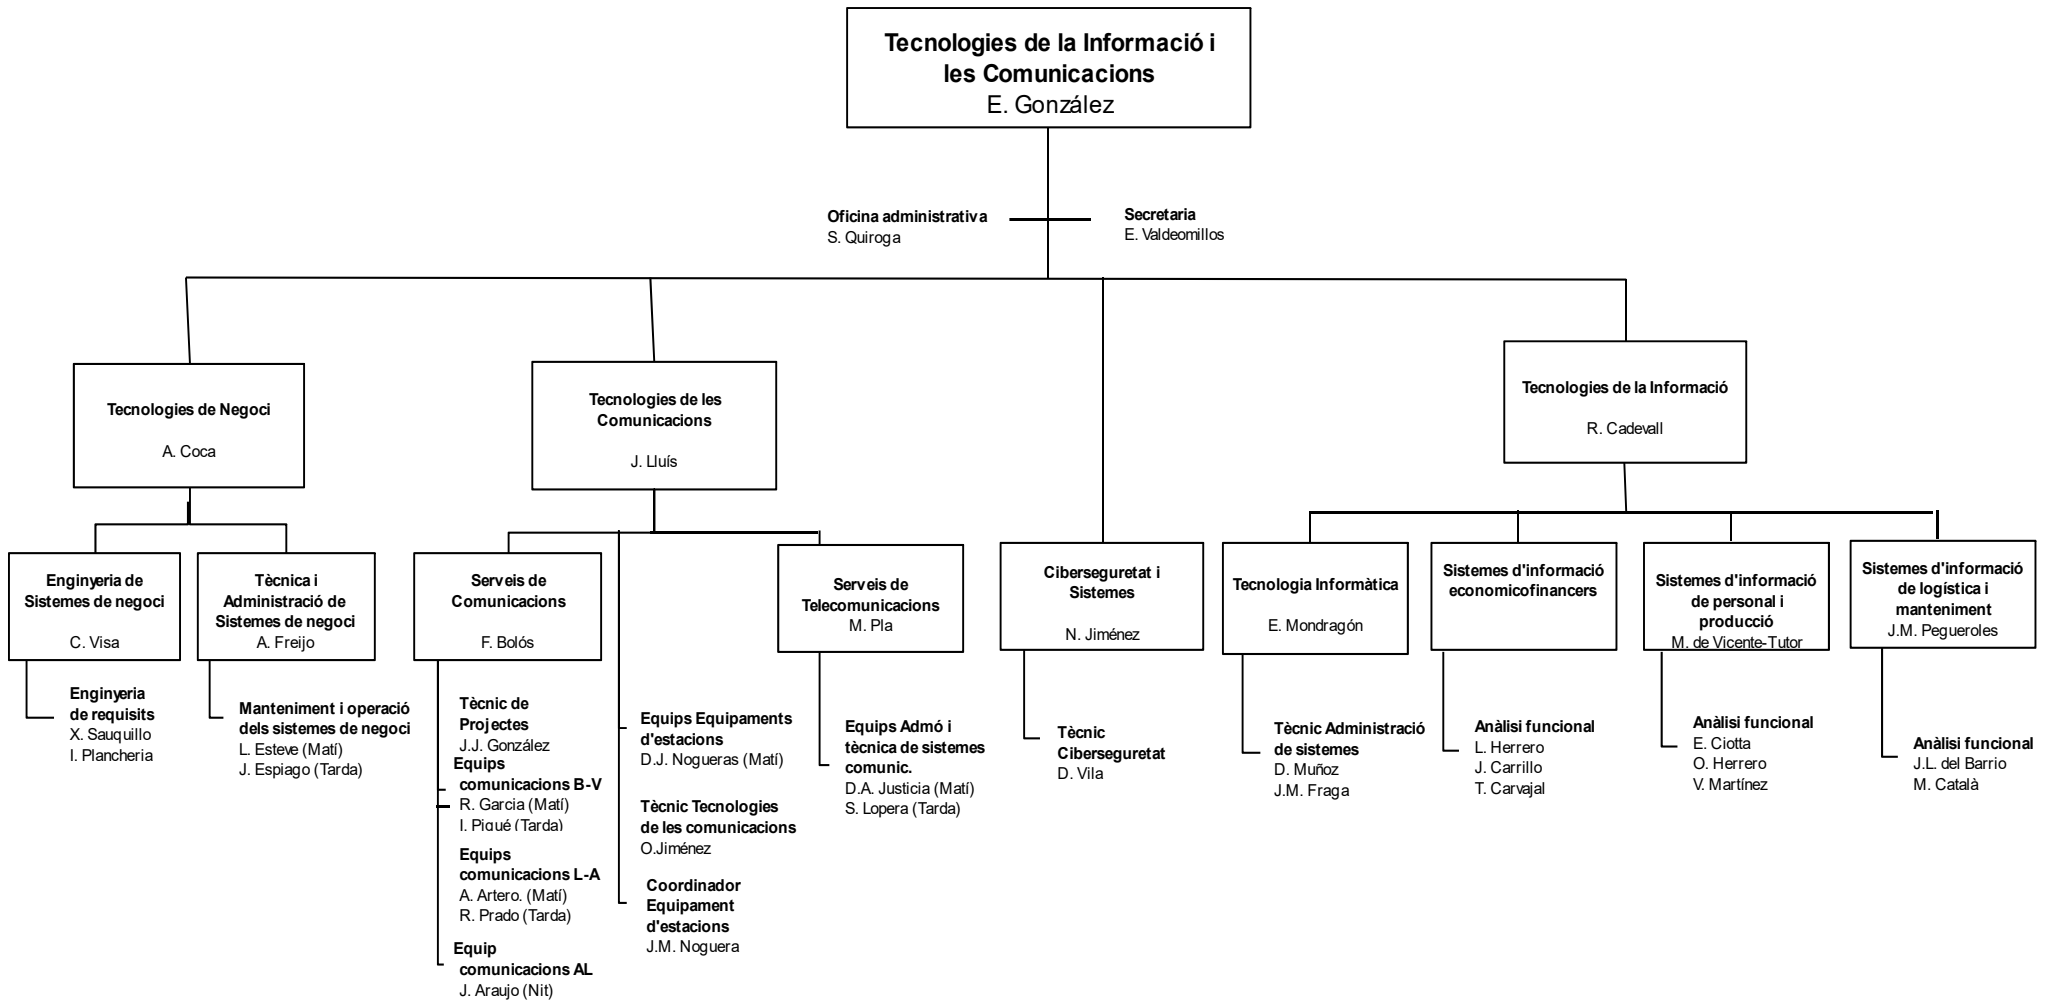 Tecnologies de la Informació i
les Comunicacions
E. González
Oficina administrativa
S. Quiroga
Secretaria
E. Valdeomillos
Tecnologies de Negoci
A. Coca
Tecnologies de les
Comunicacions
J. Lluís
Tecnologies de la Informació
R. Cadevall
Enginyeria de
Sistemes de negoci
C. Visa
Tècnica i
Administració de
Sistemes de negoci
A. Freijo
Serveis de
Comunicacions
F. Bolós
Serveis de
Telecomunicacions
M. Pla
Ciberseguretat i
Sistemes
N. Jiménez
Tecnologia Informàtica
E. Mondragón
Sistemes d'informació
economicofinancers
Sistemes d'informació
de personal i
producció
M. de Vicente-Tutor
Sistemes d'informació
de logística i
manteniment
J.M. Pegueroles
Enginyeria
de requisits
X. Sauquillo
I. Plancheria
Manteniment i operació
dels sistemes de negoci
L. Esteve (Matí)
J. Espiago (Tarda)
Tècnic de
Projectes
J.J. González
Equips
comunicacions B-V
R. Garcia (Matí)
I. Piqué (Tarda)
Equips
comunicacions L-A
A. Artero. (Matí)
R. Prado (Tarda)
Equip
comunicacions AL
J. Araujo (Nit)
Equips Equipaments
d'estacions
D.J. Nogueras (Matí)
Tècnic Tecnologies
de les comunicacions
O.Jiménez
Coordinador
Equipament
d'estacions
J.M. Noguera
Equips Admó i
tècnica de sistemes
comunic.
D.A. Justicia (Matí)
S. Lopera (Tarda)
Tècnic
Ciberseguretat
D. Vila
Tècnic Administració
de sistemes
D. Muñoz
J.M. Fraga
Anàlisi funcional
L. Herrero
J. Carrillo
T. Carvajal
Anàlisi funcional
E. Ciotta
O. Herrero
V. Martínez
Anàlisi funcional
J.L. del Barrio
M. Català